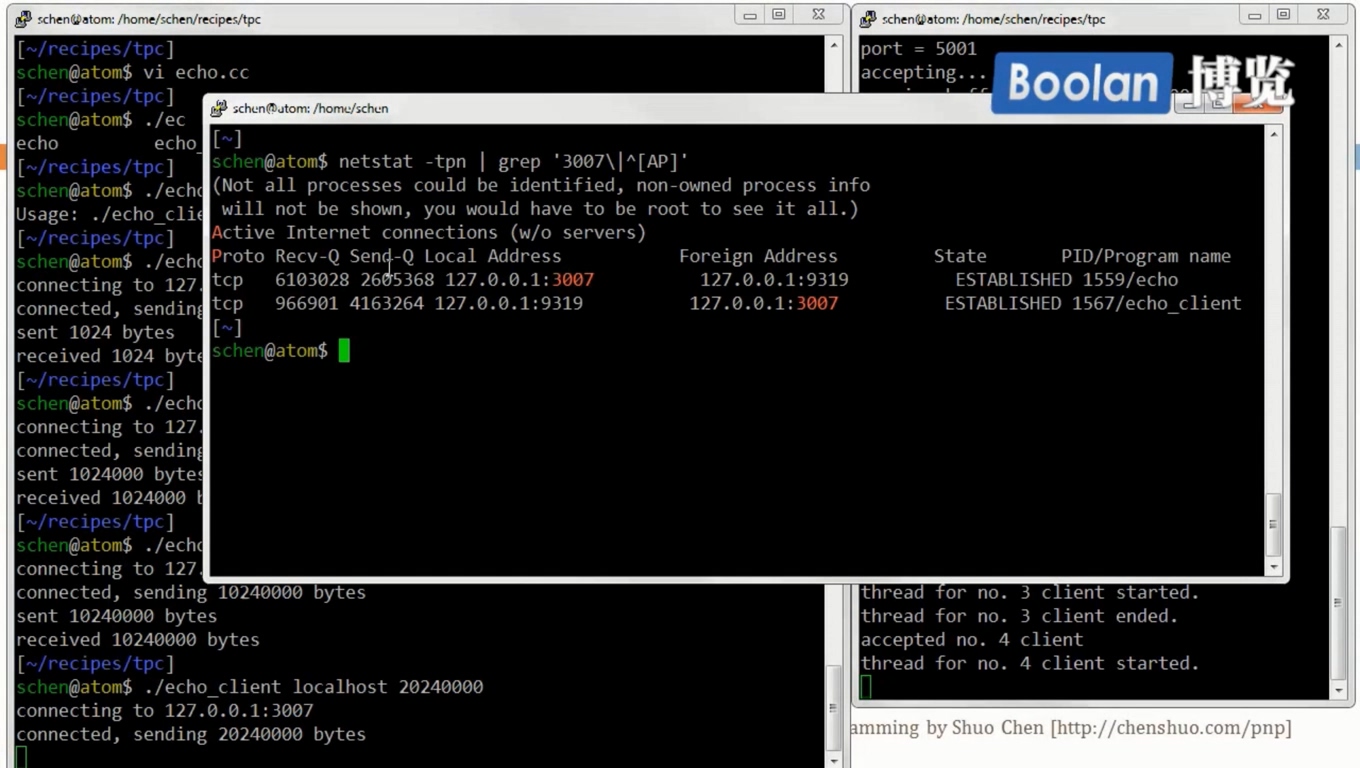 schen@atom: /home/schen/recipes/tpc
[~/recipes/tpc]
schen@atom$ vi echo.cc
[~/recipes/tpc]
schen@atom$ ./ec
echo echo_
[~/recipes/tpc]
schen@atom$ ./echo
Usage: ./echo_clie
[~/recipes/tpc]
schen@atom$ ./echo
connecting to 127.
connected, sending
sent 1024 bytes
received 1024 byte
[~/recipes/tpc]
schen@atom$ ./echo
connecting to 127.
connected, sending
sent 1024000 bytes
received 1024000 b
[~/recipes/tpc]
schen@atom$ ./echo
connecting to 127.
connected, sending 10240000 bytes
sent 10240000 bytes
received 10240000 bytes
[~/recipes/tpc]
schen@atom$ ./echo_client localhost 20240000
connecting to 127.0.0.1:3007
connected, sending 20240000 bytes
schen@atom: /home/schen
[~]
schen@atom$ netstat -tpn | grep '3007\|^[AP]'
(Not all processes could be identified, non-owned process info
will not be shown, you would have to be root to see it all.)
Active Internet connections (w/o servers)
Proto Recv-Q Send-Q Local Address Foreign Address State PID/Program name
tcp 6103028 2605368 127.0.0.1:3007 127.0.0.1:9319 ESTABLISHED 1559/echo
tcp 966901 4163264 127.0.0.1:9319 127.0.0.1:3007 ESTABLISHED 1567/echo_client
[~]
schen@atom$
schen@atom: /home/schen/recipes/tpc
port = 5001
accepting...
Boolan 博览
thread for no. 3 client started.
thread for no. 3 client ended.
accepted no. 4 client
thread for no. 4 client started.
amming by Shuo Chen [http://chenshuo.com/pnp]